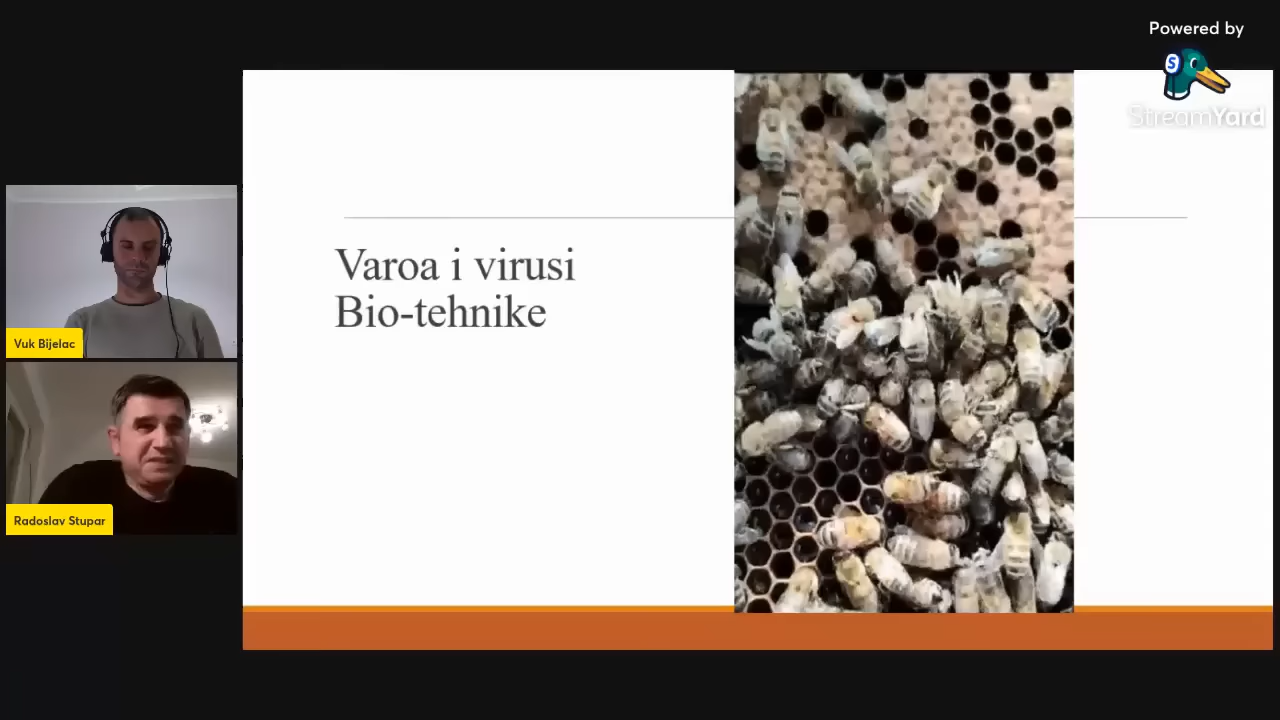 Powered by
StreamYard
Varoa i virusi
Bio-tehnike
Vuk Bijelac
Radoslav Stupar